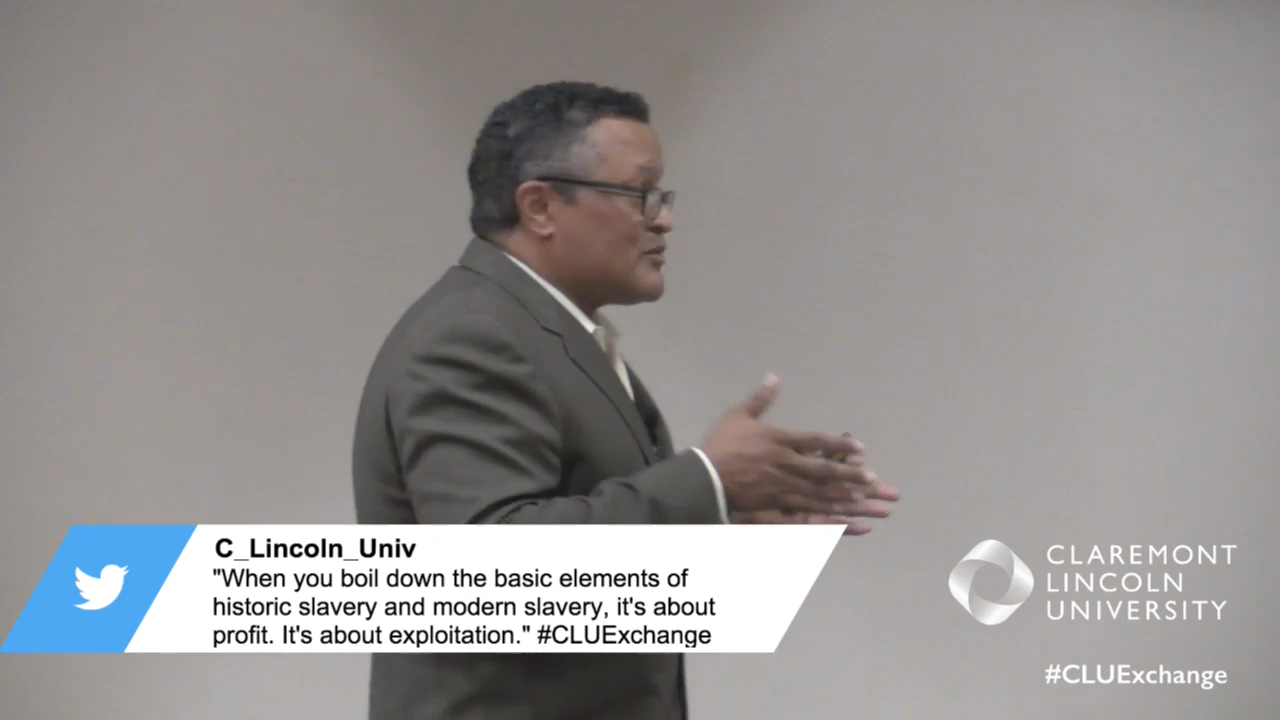 C_Lincoln_Univ
"When you boil down the basic elements of
historic slavery and modern slavery, it's about
profit. It's about exploitation." #CLUExchange
CLAREMONT
LINCOLN
UNIVERSITY
#CLUExchange